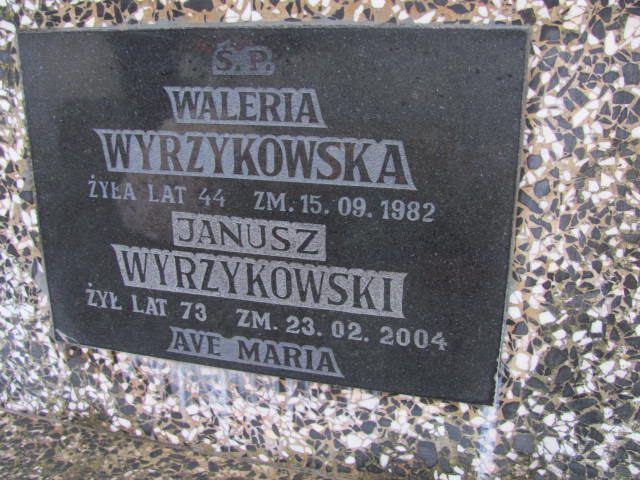 Ś.P.
WALERIA
WYRZYKOWSKA
ŻYŁA LAT 44 ZM. 15. 09. 1982
JANUSZ
WYRZYKOWSKI
ŻYŁ LAT 73 ZM. 23. 02. 2004
AVE MARIA